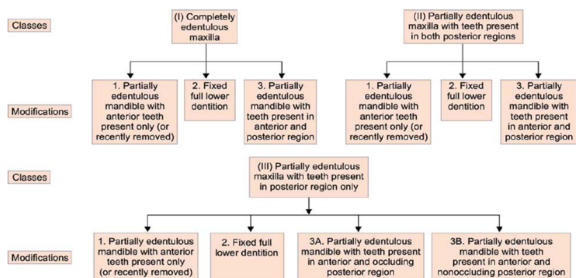 Classes
(I) Completely
edentulous
maxilla
(II) Partially edentulous
maxilla with teeth present
in both posterior regions
Modifications
1. Partially
edentulous
mandible with
anterior teeth
present only (or
recently removed)
2. Fixed
full lower
dentition
3. Partially
edentulous
mandible with
teeth present in
anterior and
posterior region
1. Partially
edentulous
mandible with
anterior teeth
present only (or
recently removed)
2. Fixed
full lower
dentition
3. Partially
edentulous
mandible with
teeth present in
anterior and
posterior region
Classes
(III) Partially edentulous
maxilla with teeth present
in posterior region only
Modifications
1. Partially edentulous
mandible with anterior
teeth present only
(or recently removed)
2. Fixed full
lower dentition
3A. Partially edentulous
mandible with teeth present
in anterior and occluding
posterior region
3B. Partially edentulous
mandible with teeth
present in anterior and
nonoccluding posterior region